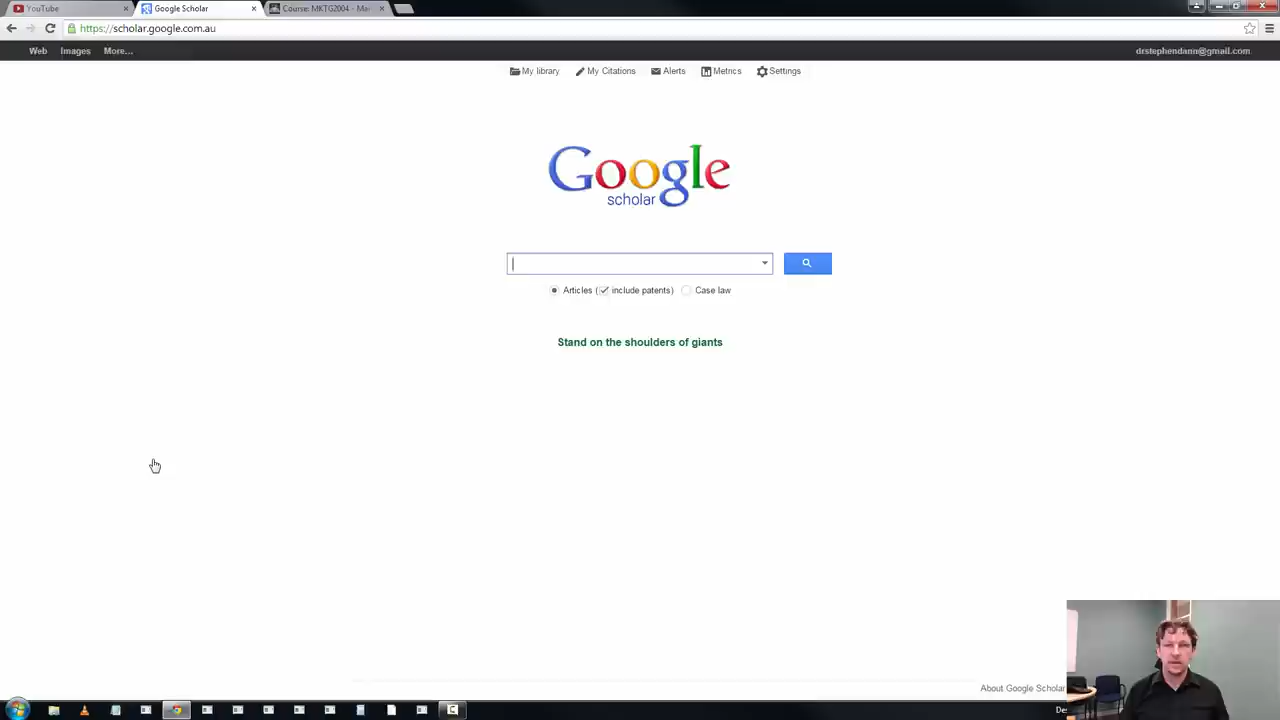 YouTube
Google Scholar
Course: MKTG2004 - Ma
https://scholar.google.com.au
Web Images More...
drstephendann@gmail.com
My library My Citations Alerts Metrics Settings
Google
scholar
Articles ( include patents) Case law
Stand on the shoulders of giants
About Google Scholar